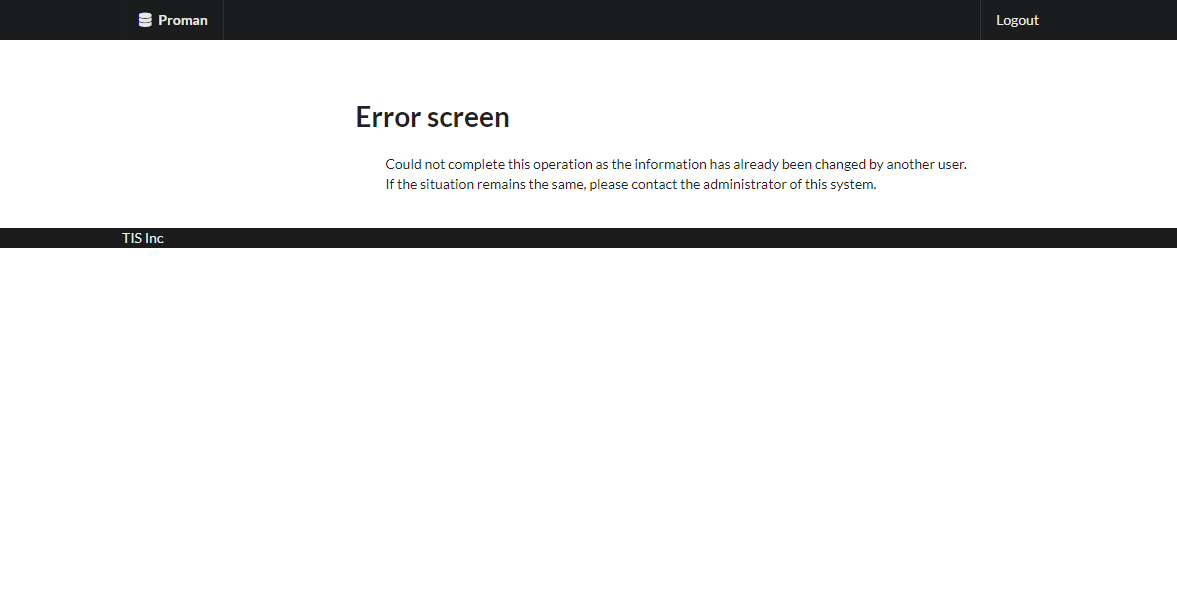 Proman
Logout
Error screen
Could not complete this operation as the information has already been changed by another user.
If the situation remains the same, please contact the administrator of this system.
TIS Inc